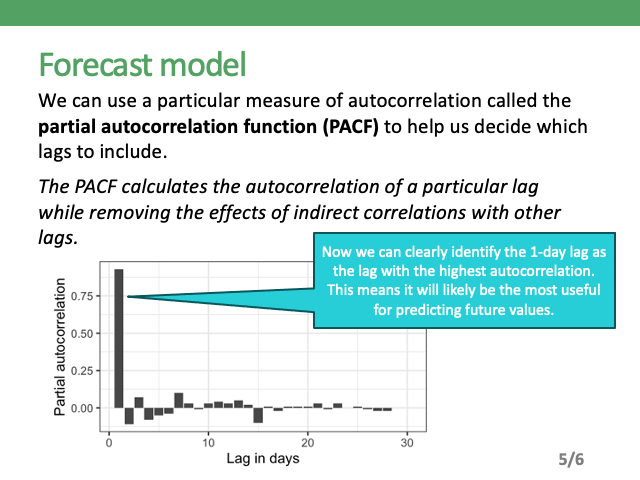 Forecast model
We can use a particular measure of autocorrelation called the
partial autocorrelation function (PACF) to help us decide which
lags to include.
The PACF calculates the autocorrelation of a particular lag
while removing the effects of indirect correlations with other
lags.
Now we can clearly identify the 1-day lag as
the lag with the highest autocorrelation.
This means it will likely be the most useful
for predicting future values.
Partial autocorrelation
0.75
0.50
0.25
0.00
0 10 20 30
Lag in days
5/6